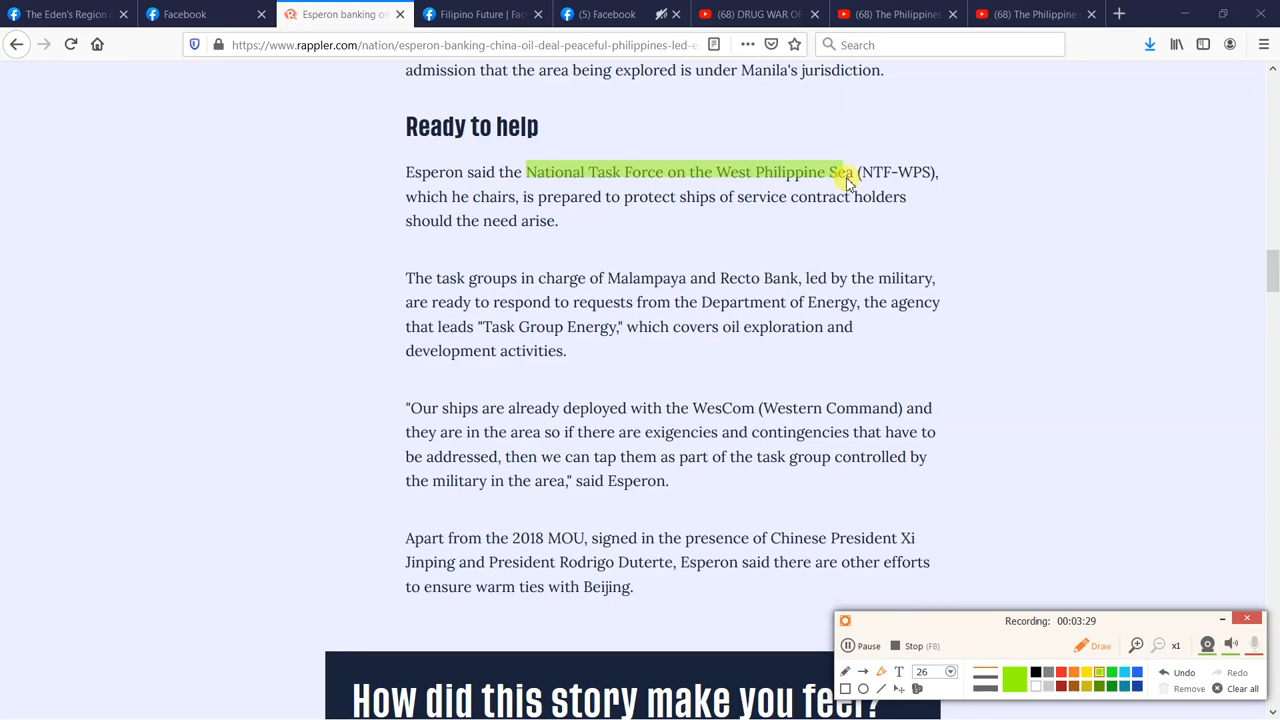 The Eden's Region o
Facebook
Esperon banking on
Filipino Future | Fac
(5) Facebook
(68) DRUG WAR OF
(68) The Philippines
(68) The Philippine
https://www.rappler.com/nation/esperon-banking-china-oil-deal-peaceful-philippines-led-e
Search
admission that the area being explored is under Manila's jurisdiction.
Ready to help
Esperon said the National Task Force on the West Philippine Sea (NTF-WPS),
which he chairs, is prepared to protect ships of service contract holders
should the need arise.
The task groups in charge of Malampaya and Recto Bank, led by the military,
are ready to respond to requests from the Department of Energy, the agency
that leads "Task Group Energy," which covers oil exploration and
development activities.
"Our ships are already deployed with the WesCom (Western Command) and
they are in the area so if there are exigencies and contingencies that have to
be addressed, then we can tap them as part of the task group controlled by
the military in the area," said Esperon.
Apart from the 2018 MOU, signed in the presence of Chinese President Xi
Jinping and President Rodrigo Duterte, Esperon said there are other efforts
to ensure warm ties with Beijing.
How did this story make you feel?
Recording: 00:03:29
Pause
Stop (F8)
Draw
x1
T
26
Undo
Redo
Remove
Clear all